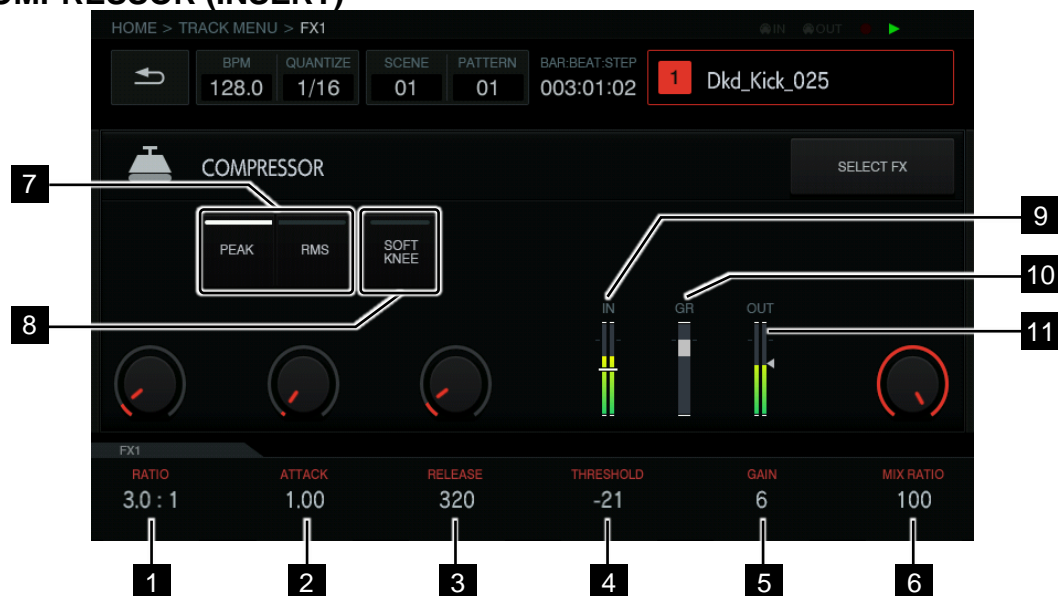 COMPRESSOR (INSERT)
HOME > TRACK MENU > FX1
IN OUT
BPM QUANTIZE SCENE PATTERN BAR:BEAT:STEP
128.0 1/16 01 01 003:01:02
1 Dkd_Kick_025
COMPRESSOR
SELECT FX
7
9
PEAK RMS SOFT KNEE
10
8
IN GR OUT
11
FX1
RATIO ATTACK RELEASE THRESHOLD GAIN MIX RATIO
3.0 : 1 1.00 320 -21 6 100
1 2 3 4 5 6